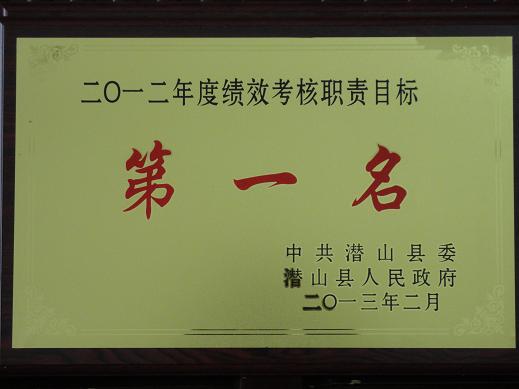 二〇一二年度绩效考核职责目标
第一名
中共潜山县委
潜山县人民政府
二〇一三年二月